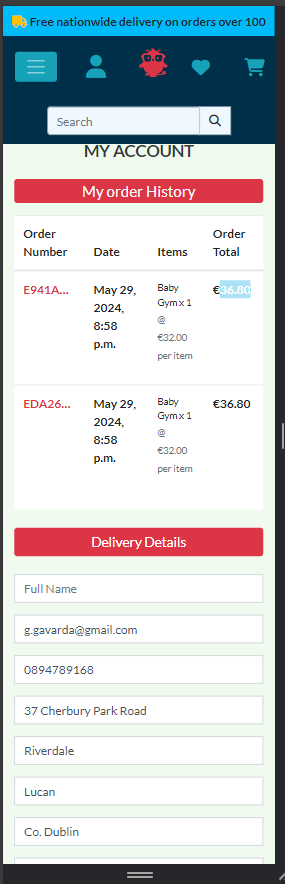 Free nationwide delivery on orders over 100
Search
MY ACCOUNT
My order History
Order Number Date Items Order Total
E941A... May 29, 2024, 8:58 p.m. Baby Gym x 1 @ €32.00 per item €36.80
EDA26... May 29, 2024, 8:58 p.m. Baby Gym x 1 @ €32.00 per item €36.80
Delivery Details
Full Name
g.gavarda@gmail.com
0894789168
37 Cherbury Park Road
Riverdale
Lucan
Co. Dublin